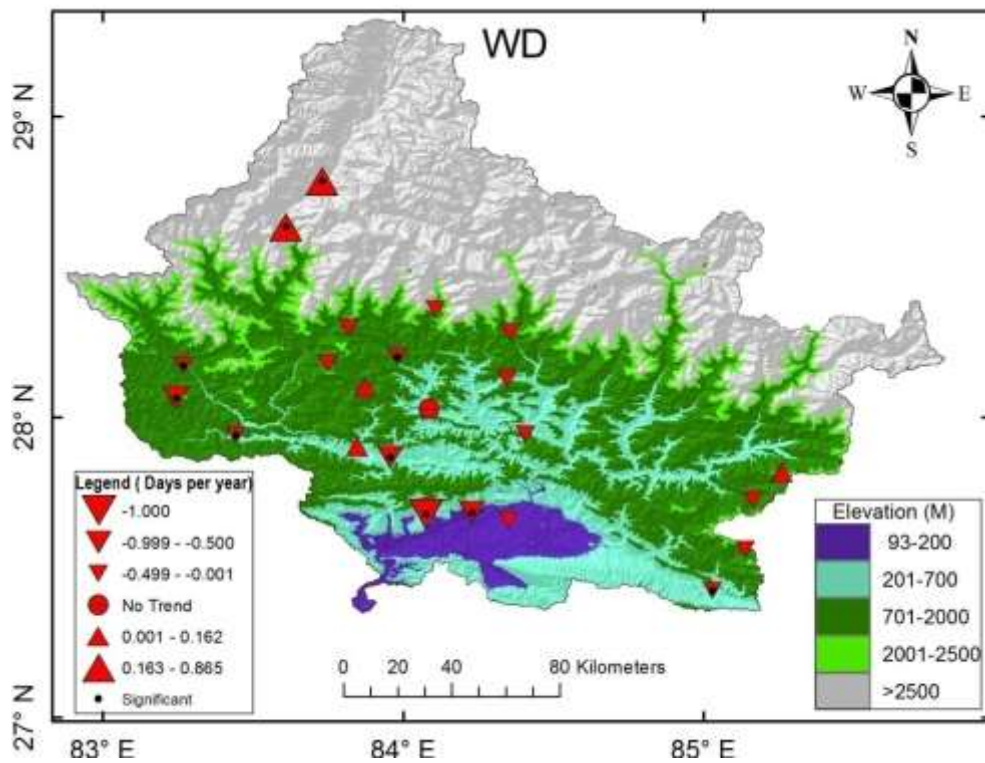 WD
N
W E
S
29° N
28° N
27° N
83° E
84° E
85° E
Legend ( Days per year)
-1.000
-0.999 - -0.500
-0.499 - -0.001
No Trend
0.001 - 0.162
0.163 - 0.865
Significant
0 20 40 80 Kilometers
Elevation (M)
93-200
201-700
701-2000
2001-2500
>2500